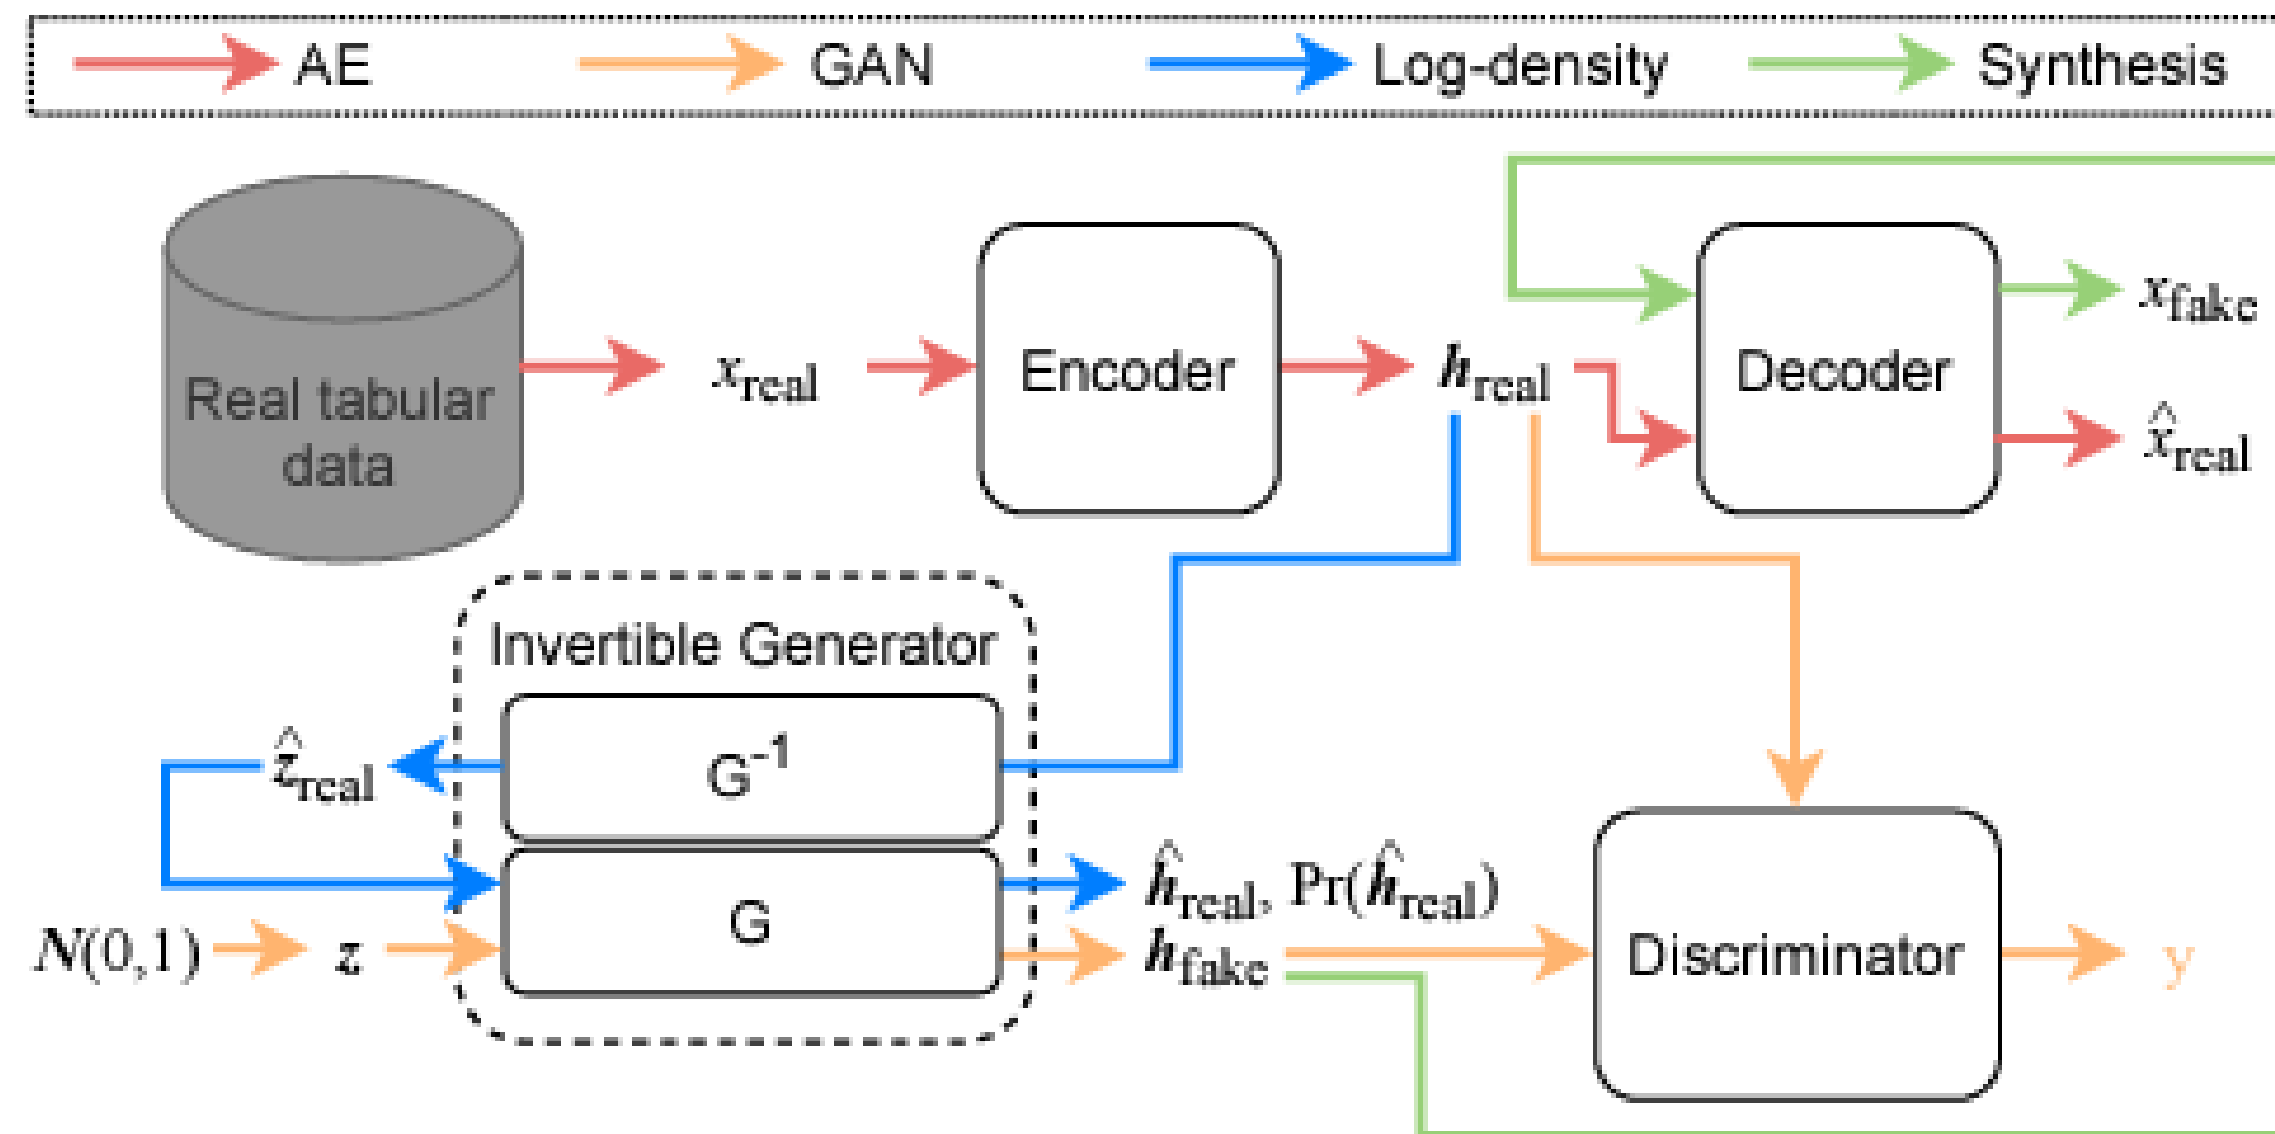 AE GAN Log-density Synthesis
Real tabular
data
x_real
Encoder
h_real
Decoder
x_fake
x̂_real
Invertible Generator
ẑ_real
G^-1
G
N(0,1)
z
ĥ_real, Pr(ĥ_real)
h_fake
Discriminator
y